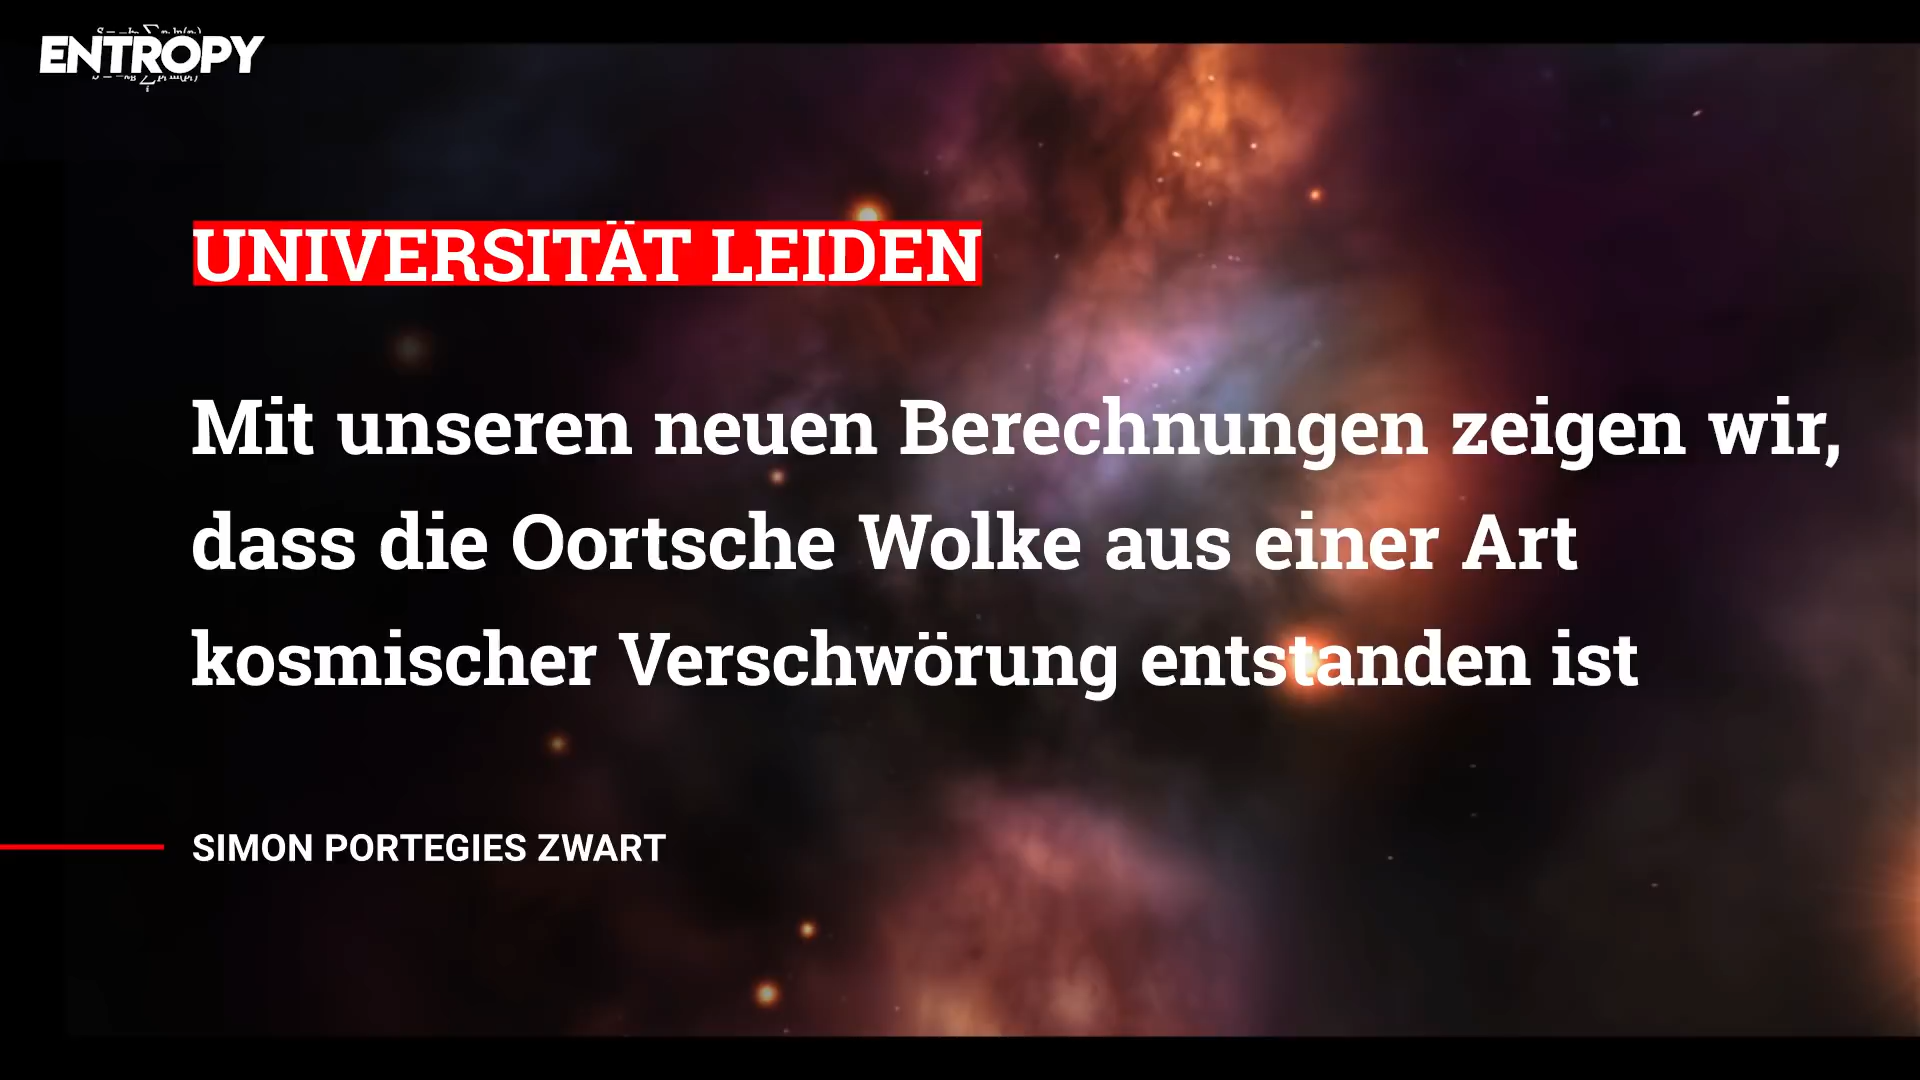 ENTROPY
UNIVERSITÄT LEIDEN
Mit unseren neuen Berechnungen zeigen wir,
dass die Oortsche Wolke aus einer Art
kosmischer Verschwörung entstanden ist
SIMON PORTEGIES ZWART